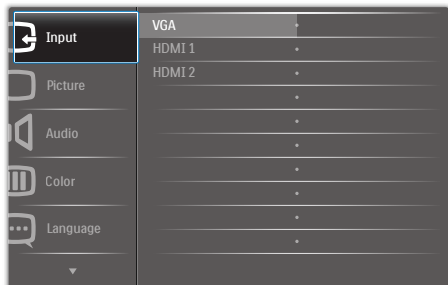 Input
Picture
Audio
Color
Language
VGA
HDMI 1
HDMI 2